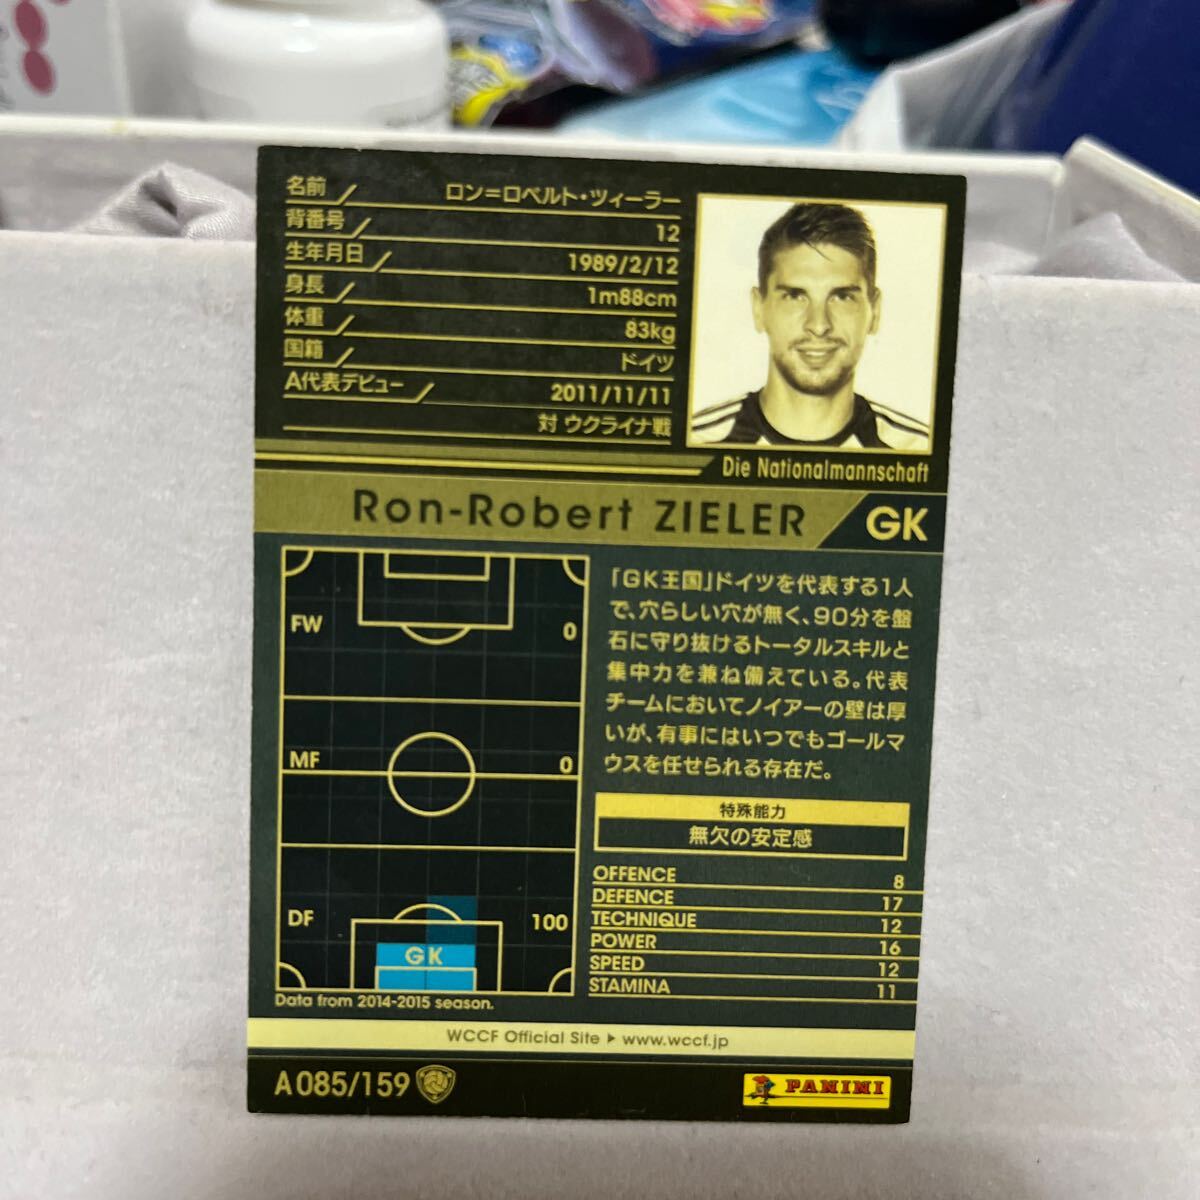 名前 ロン=ロベルト・ツィーラー
背番号 12
生年月日 1989/2/12
身長 1m88cm
体重 83kg
国籍 ドイツ
A代表デビュー 2011/11/11
対 ウクライナ戦
Die Nationalmannschaft
Ron-Robert ZIELER GK
FW 0
MF 0
DF 100
GK
Data from 2014-2015 season.
「GK王国」ドイツを代表する1人
で、穴らしい穴が無く、90分を盤
石に守り抜けるトータルスキルと
集中力を兼ね備えている。代表
チームにおいてノイアーの壁は厚
いが、有事にはいつでもゴールマ
ウスを任せられる存在だ。
特殊能力
無欠の安定感
OFFENCE 8
DEFENCE 17
TECHNIQUE 12
POWER 16
SPEED 12
STAMINA 11
WCCF Official Site ▶ www.wccf.jp
A085/159
PANINI